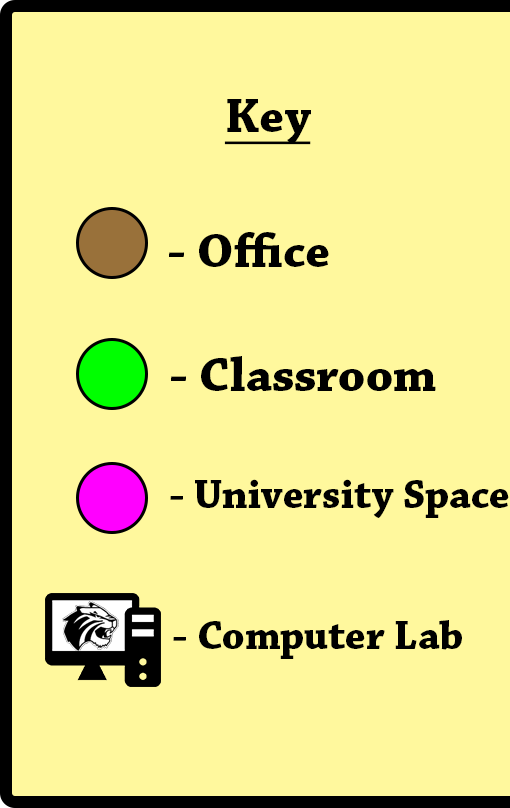 Key
- Office
- Classroom
- University Space
- Computer Lab